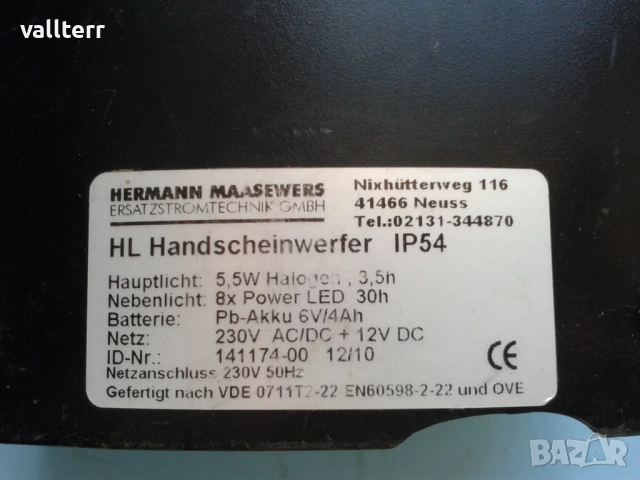 vallterr
HERMANN MAASEWERS
ERSATZSTROMTECHNIK GMBH
Nixhütterweg 116
41466 Neuss
Tel.:02131-344870
HL Handscheinwerfer IP54
Hauptlicht: 5,5W Halogen , 3,5h
Nebenlicht: 8x Power LED 30h
Batterie: Pb-Akku 6V/4Ah
Netz: 230V AC/DC + 12V DC
ID-Nr.: 141174-00 12/10
Netzanschluss 230V 50Hz
CE
Gefertigt nach VDE 0711T2-22 EN60598-2-22 und OVE
BAZAR